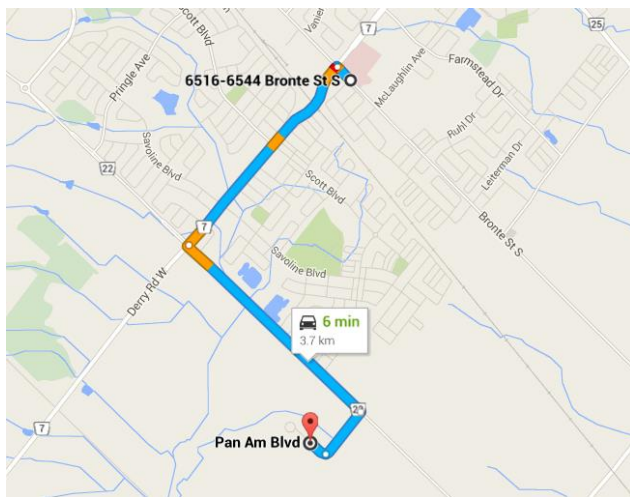 Vanier
7
25
Scott Blvd
Pringle Ave
6516-6544 Bronte St S
McLaughlin Ave
Farmstead Dr
Savoline Blvd
Ruhl Dr
22
Scott Blvd
Leiterman Dr
7
Bronte St S
Savoline Blvd
Derry Rd W
6 min
3.7 km
7
Pan Am Blvd